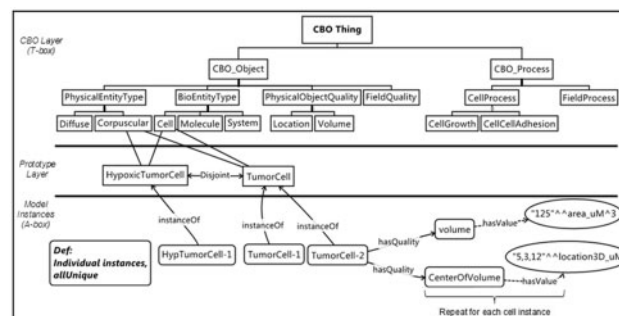 CBO Thing
CBO Layer
(T-box)
CBO_Object
CBO_Process
PhysicalEntityType
BioEntityType
PhysicalObjectQuality
FieldQuality
CellProcess
FieldProcess
Diffuse
Corpuscular
Cell
Molecule
System
Location
Volume
CellGrowth
CellCellAdhesion
Prototype
Layer
HypoxicTumorCell
Disjoint
TumorCell
Model
Instances
(A-box)
instanceOf
instanceOf
instanceOf
volume
hasValue
"125"^^area_uM^3
hasQuality
Def:
Individual instances,
allUnique
HypTumorCell-1
TumorCell-1
TumorCell-2
"5,3,12"^^location3D_uM
hasQuality
CenterOfVolume
hasValue
Repeat for each cell instance